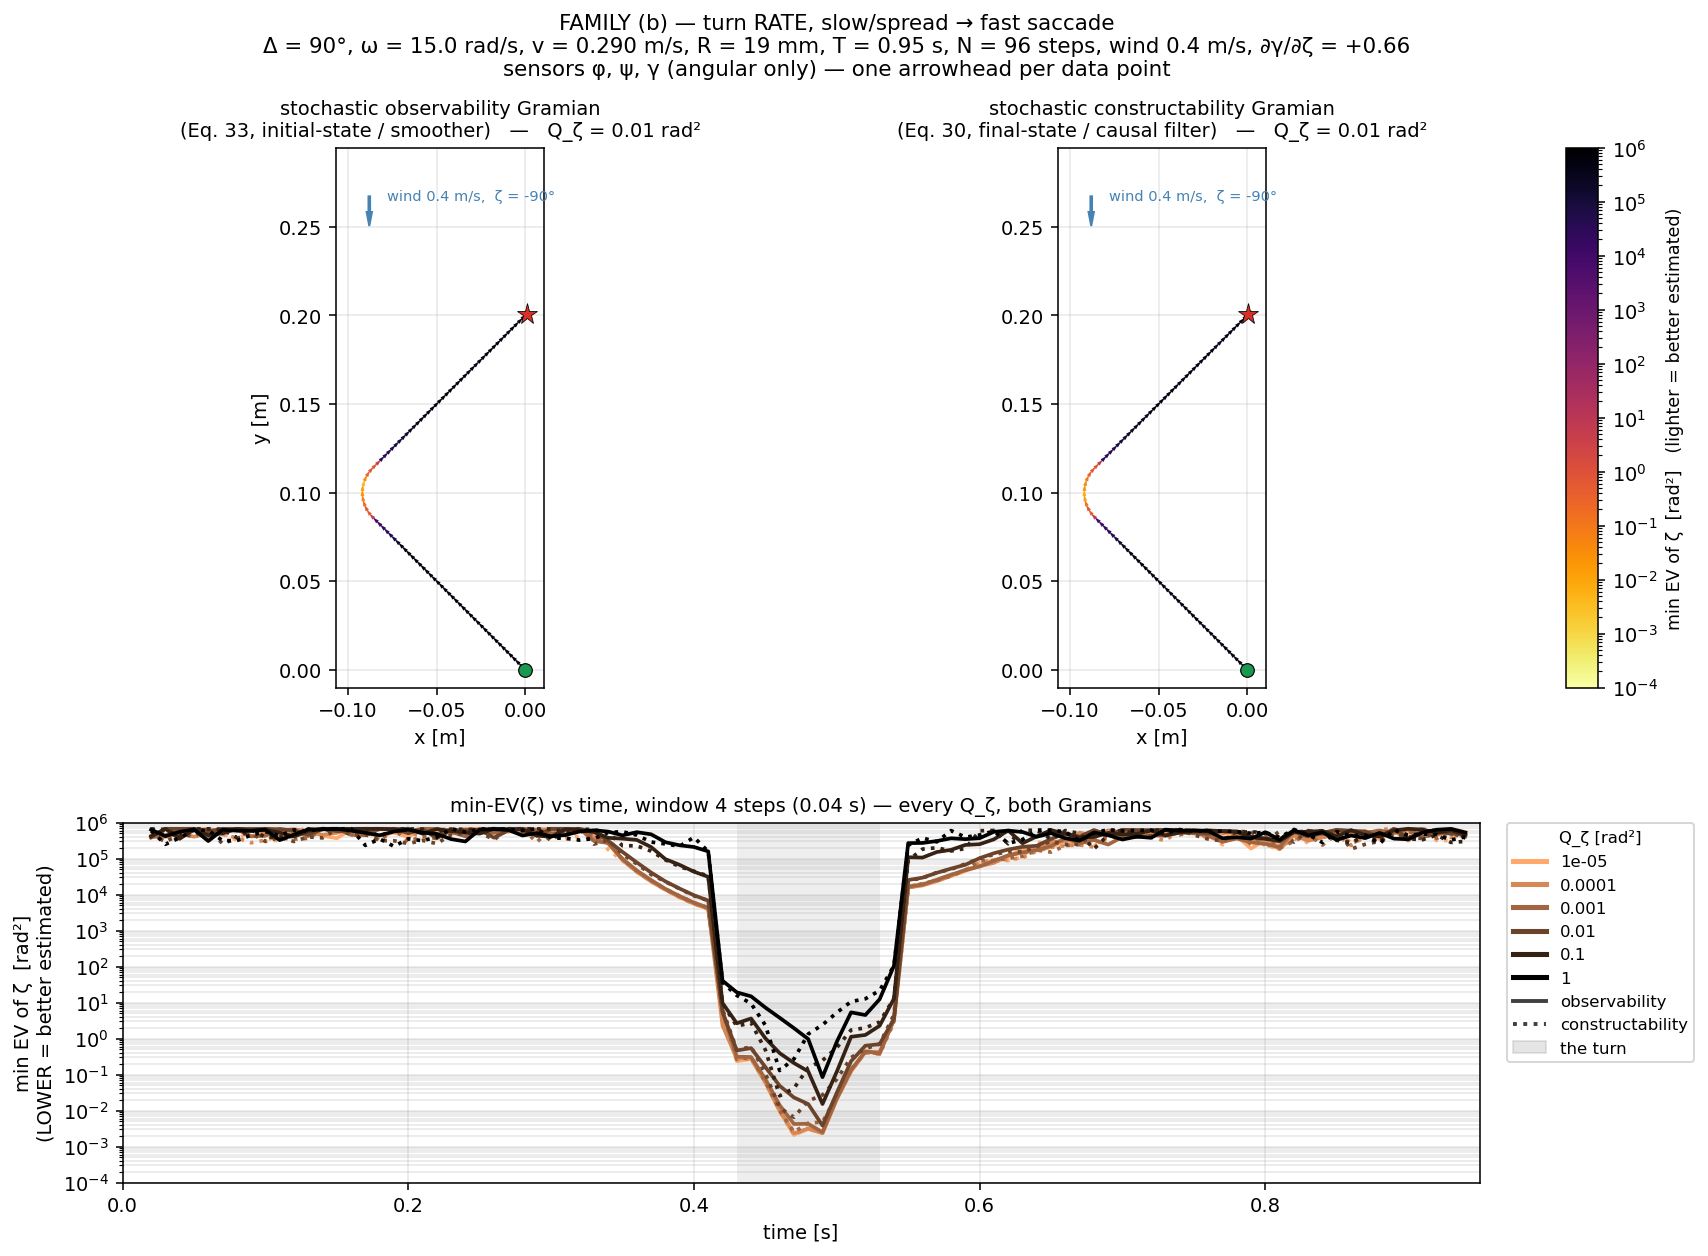 FAMILY (b) — turn RATE, slow/spread → fast saccade
Δ = 90°, ω = 15.0 rad/s, v = 0.290 m/s, R = 19 mm, T = 0.95 s, N = 96 steps, wind 0.4 m/s, ∂γ/∂ζ = +0.66
sensors φ, ψ, γ (angular only) — one arrowhead per data point
stochastic observability Gramian
(Eq. 33, initial-state / smoother)   —   Q_ζ = 0.01 rad²
wind 0.4 m/s,  ζ = -90°
0.25
0.20
0.15
0.10
0.05
0.00
y [m]
−0.10
−0.05
0.00
x [m]
stochastic constructability Gramian
(Eq. 30, final-state / causal filter)   —   Q_ζ = 0.01 rad²
wind 0.4 m/s,  ζ = -90°
0.25
0.20
0.15
0.10
0.05
0.00
−0.10
−0.05
0.00
x [m]
10⁶
10⁵
10⁴
10³
10²
10¹
10⁰
10⁻¹
10⁻²
10⁻³
10⁻⁴
min EV of ζ  [rad²]   (lighter = better estimated)
min-EV(ζ) vs time, window 4 steps (0.04 s) — every Q_ζ, both Gramians
min EV of ζ  [rad²]
(LOWER = better estimated)
10⁶
10⁵
10⁴
10³
10²
10¹
10⁰
10⁻¹
10⁻²
10⁻³
10⁻⁴
0.0
0.2
0.4
0.6
0.8
time [s]
Q_ζ [rad²]
1e-05
0.0001
0.001
0.01
0.1
1
observability
constructability
the turn